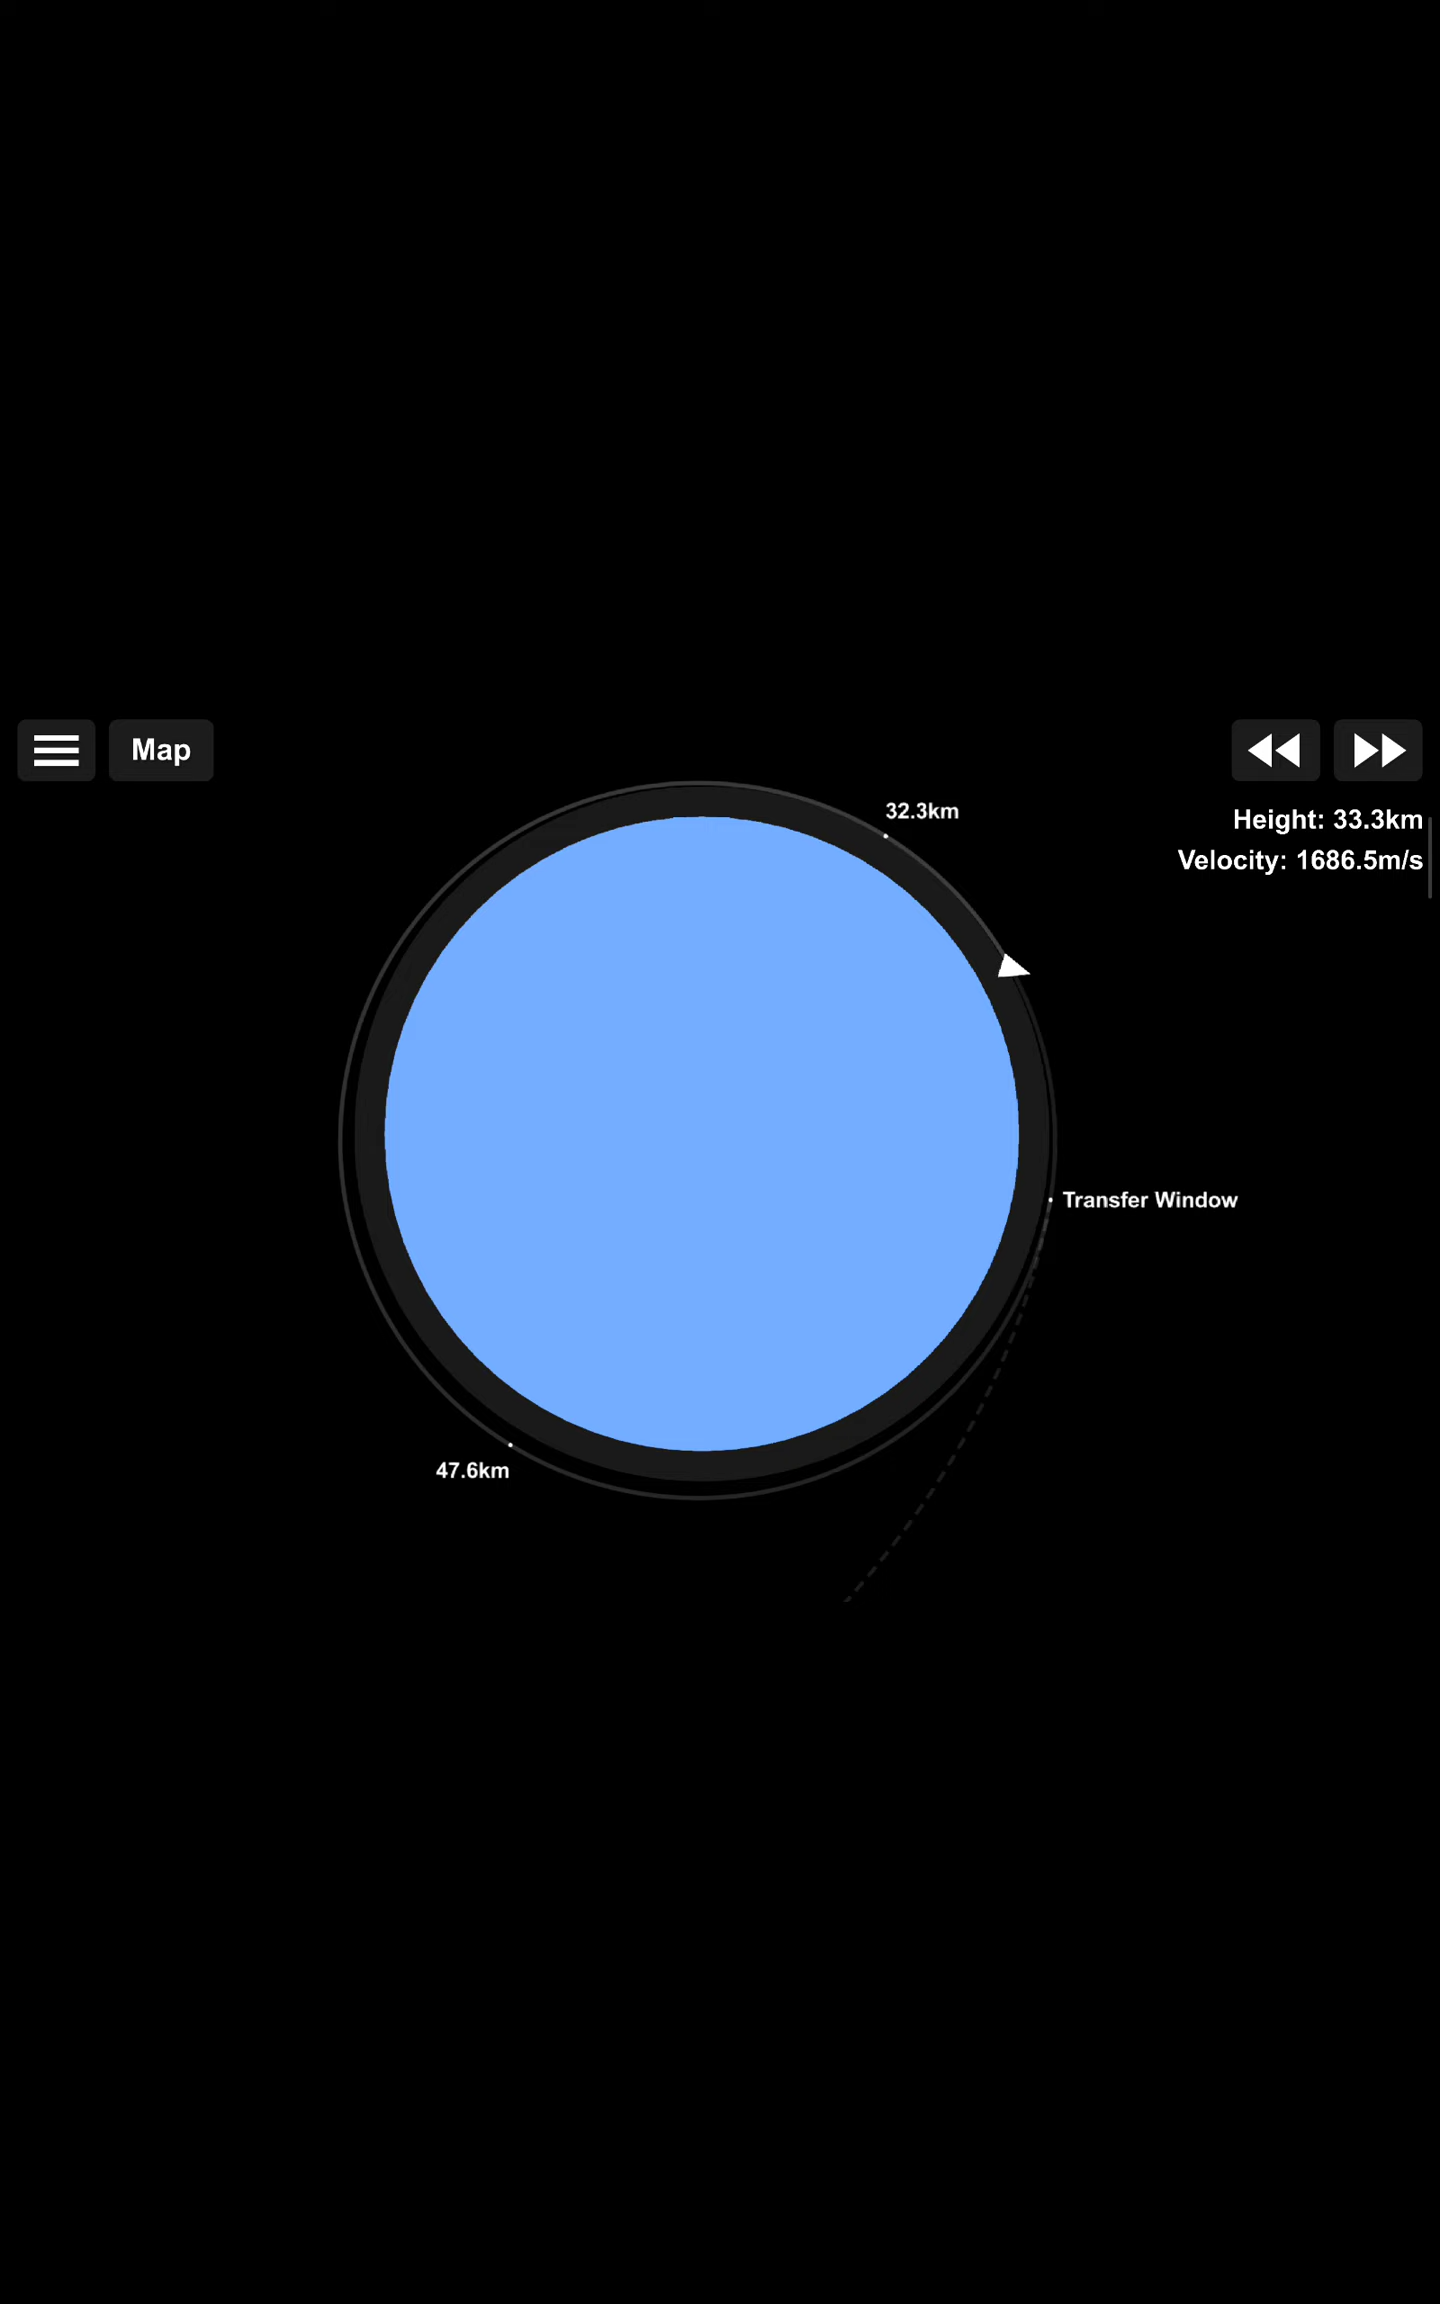 Map
32.3km
Height: 33.3km
Velocity: 1686.5m/s
Transfer Window
47.6km